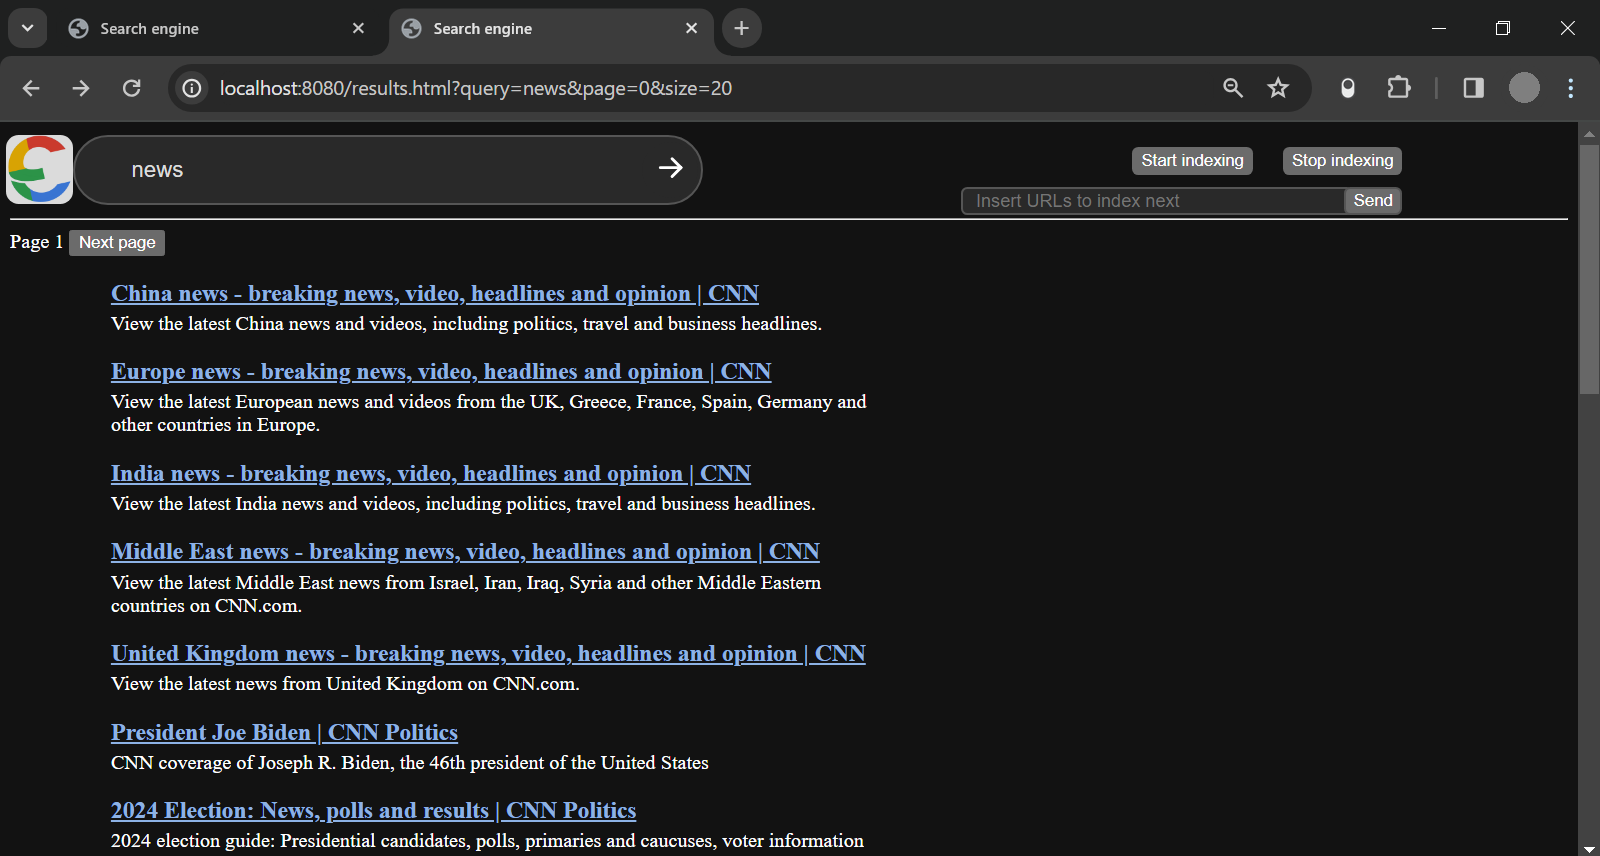 Search engine
Search engine
localhost:8080/results.html?query=news&page=0&size=20
news
Start indexing
Stop indexing
Insert URLs to index next
Send
Page 1
Next page
China news - breaking news, video, headlines and opinion | CNN
View the latest China news and videos, including politics, travel and business headlines.
Europe news - breaking news, video, headlines and opinion | CNN
View the latest European news and videos from the UK, Greece, France, Spain, Germany and
other countries in Europe.
India news - breaking news, video, headlines and opinion | CNN
View the latest India news and videos, including politics, travel and business headlines.
Middle East news - breaking news, video, headlines and opinion | CNN
View the latest Middle East news from Israel, Iran, Iraq, Syria and other Middle Eastern
countries on CNN.com.
United Kingdom news - breaking news, video, headlines and opinion | CNN
View the latest news from United Kingdom on CNN.com.
President Joe Biden | CNN Politics
CNN coverage of Joseph R. Biden, the 46th president of the United States
2024 Election: News, polls and results | CNN Politics
2024 election guide: Presidential candidates, polls, primaries and caucuses, voter information